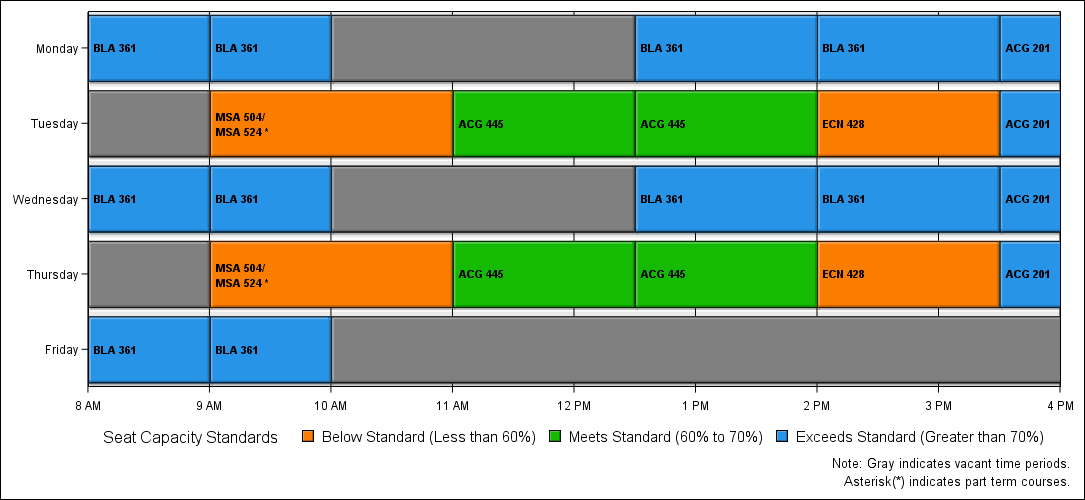 Monday
BLA 361
BLA 361
BLA 361
BLA 361
ACG 201
Tuesday
MSA 504/
MSA 524 *
ACG 445
ACG 445
ECN 428
ACG 201
Wednesday
BLA 361
BLA 361
BLA 361
BLA 361
ACG 201
Thursday
MSA 504/
MSA 524 *
ACG 445
ACG 445
ECN 428
ACG 201
Friday
BLA 361
BLA 361
8 AM 9 AM 10 AM 11 AM 12 PM 1 PM 2 PM 3 PM 4 PM
Seat Capacity Standards Below Standard (Less than 60%) Meets Standard (60% to 70%) Exceeds Standard (Greater than 70%)
Note: Gray indicates vacant time periods.
Asterisk(*) indicates part term courses.